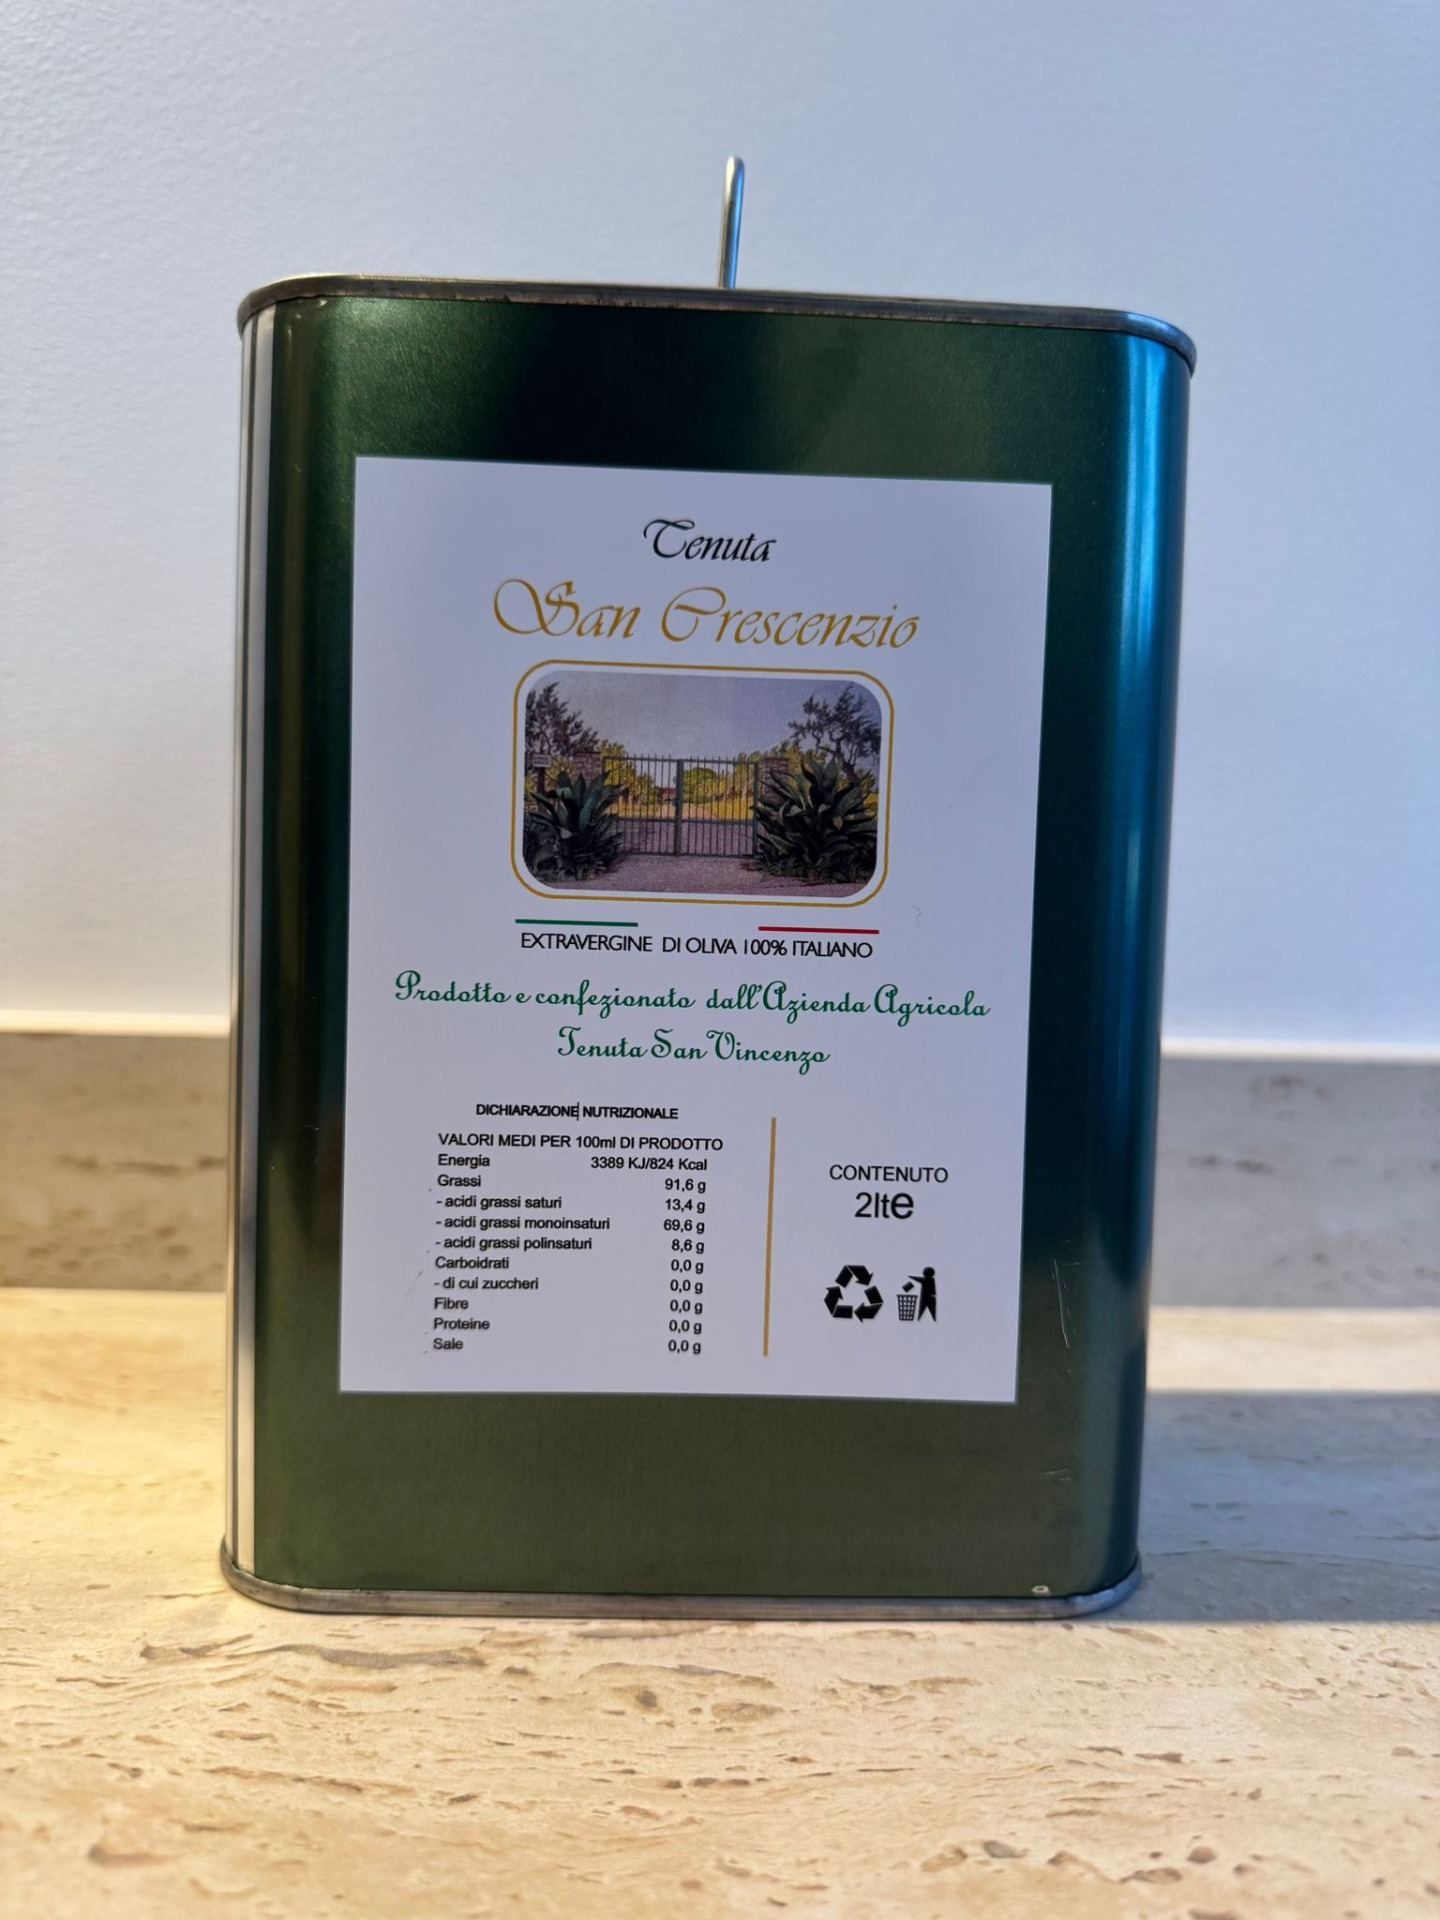 Tenuta
San Crescenzio
EXTRAVERGINE DI OLIVA 100% ITALIANO
Prodotto e confezionato dall'Azienda Agricola
Tenuta San Vincenzo
DICHIARAZIONE NUTRIZIONALE
VALORI MEDI PER 100ml DI PRODOTTO
Energia 3389 KJ/824 Kcal
Grassi 91,6 g
- acidi grassi saturi 13,4 g
- acidi grassi monoinsaturi 69,6 g
- acidi grassi polinsaturi 8,6 g
Carboidrati 0,0 g
- di cui zuccheri 0,0 g
Fibre 0,0 g
Proteine 0,0 g
Sale 0,0 g
CONTENUTO
2lt℮